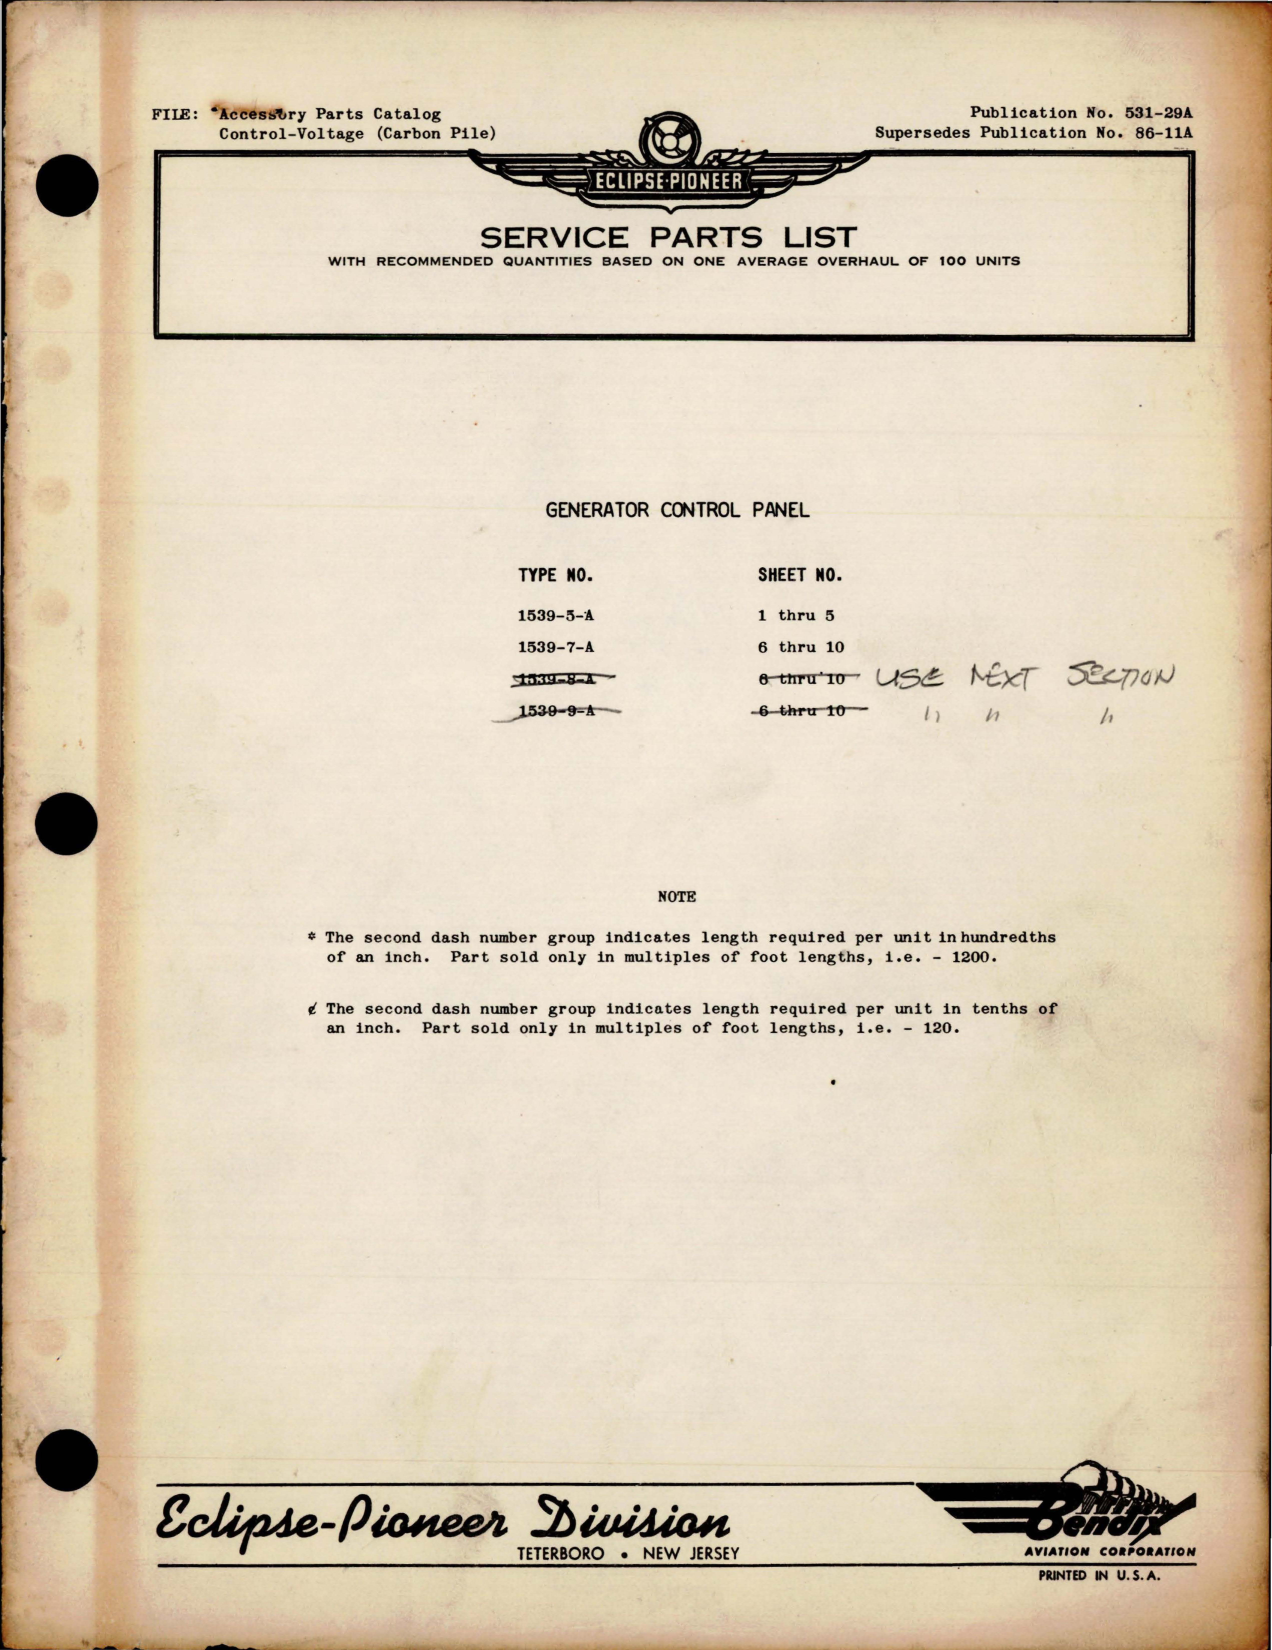 FILE: Accessory Parts Catalog
Control-Voltage (Carbon Pile)
Publication No. 531-29A
Supersedes Publication No. 86-11A
ECLIPSE-PIONEER
SERVICE PARTS LIST
WITH RECOMMENDED QUANTITIES BASED ON ONE AVERAGE OVERHAUL OF 100 UNITS
GENERATOR CONTROL PANEL
TYPE NO. SHEET NO.
1539-5-A 1 thru 5
1539-7-A 6 thru 10
1539-8-A 6 thru 10 USE NEXT SECTION
1539-9-A 6 thru 10 " " "
NOTE
* The second dash number group indicates length required per unit in hundredths
of an inch. Part sold only in multiples of foot lengths, i.e. - 1200.
¢ The second dash number group indicates length required per unit in tenths of
an inch. Part sold only in multiples of foot lengths, i.e. - 120.
Eclipse-Pioneer Division
TETERBORO • NEW JERSEY
Bendix
AVIATION CORPORATION
PRINTED IN U.S.A.